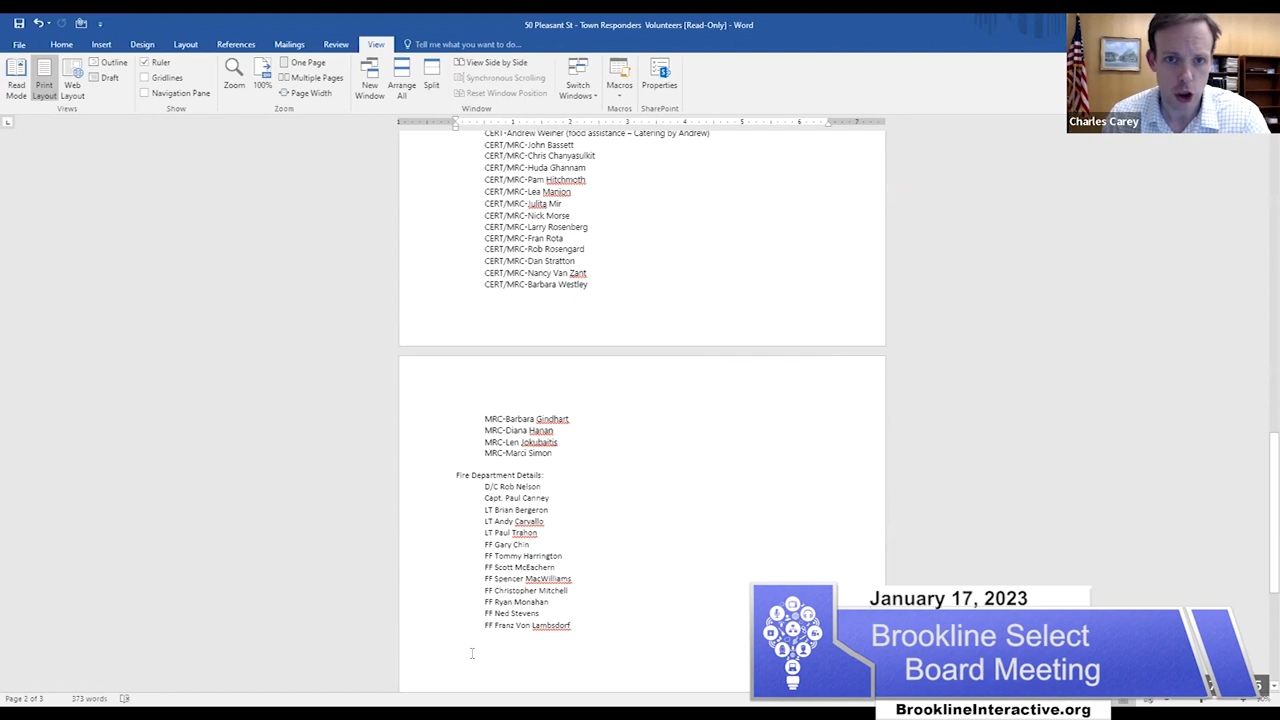 50 Pleasant St - Town Responders Volunteers [Read-Only] - Word
File Home Insert Design Layout References Mailings Review View Tell me what you want to do...
Read Mode
Print Layout
Web Layout
Outline
Draft
Views
Ruler
Gridlines
Navigation Pane
Show
Zoom
100%
One Page
Multiple Pages
Page Width
Zoom
New Window
Arrange All
Split
View Side by Side
Synchronous Scrolling
Reset Window Position
Window
Switch Windows
Macros
Macros
Properties
SharePoint
Charles Carey
1 1 2 3 4 5 6 7
CERT-Andrew Weiner (food assistance – Catering by Andrew)
CERT/MRC-John Bassett
CERT/MRC-Chris Chanyasulkit
CERT/MRC-Huda Ghannam
CERT/MRC-Pam Hitchmoth
CERT/MRC-Lea Manion
CERT/MRC-Julita Mir
CERT/MRC-Nick Morse
CERT/MRC-Larry Rosenberg
CERT/MRC-Fran Rota
CERT/MRC-Rob Rosengard
CERT/MRC-Dan Stratton
CERT/MRC-Nancy Van Zant
CERT/MRC-Barbara Westley
MRC-Barbara Gindhart
MRC-Diana Hanan
MRC-Len Jokubaitis
MRC-Marci Simon
Fire Department Details:
D/C Rob Nelson
Capt. Paul Canney
LT Brian Bergeron
LT Andy Carvallo
LT Paul Trahon
FF Gary Chin
FF Tommy Harrington
FF Scott McEachern
FF Spencer MacWilliams
FF Christopher Mitchell
FF Ryan Monahan
FF Ned Stevens
FF Franz Von Lambsdorf
January 17, 2023
Brookline Select
Board Meeting
BrooklineInteractive.org
Page 2 of 3 373 words